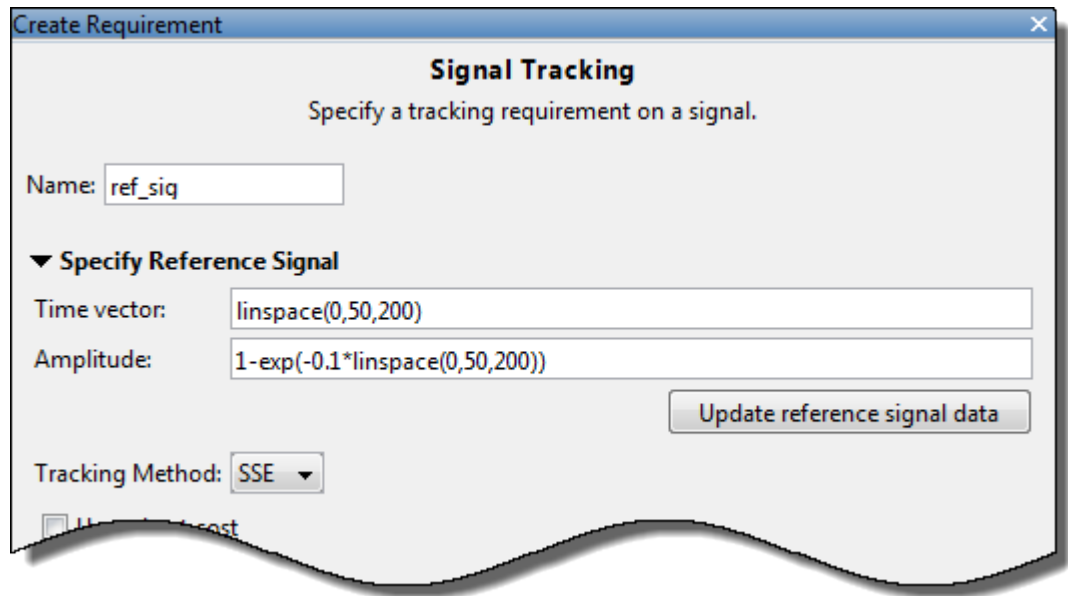 Create Requirement
Signal Tracking
Specify a tracking requirement on a signal.
Name: ref_sig
Specify Reference Signal
Time vector: linspace(0,50,200)
Amplitude: 1-exp(-0.1*linspace(0,50,200))
Update reference signal data
Tracking Method: SSE
cost